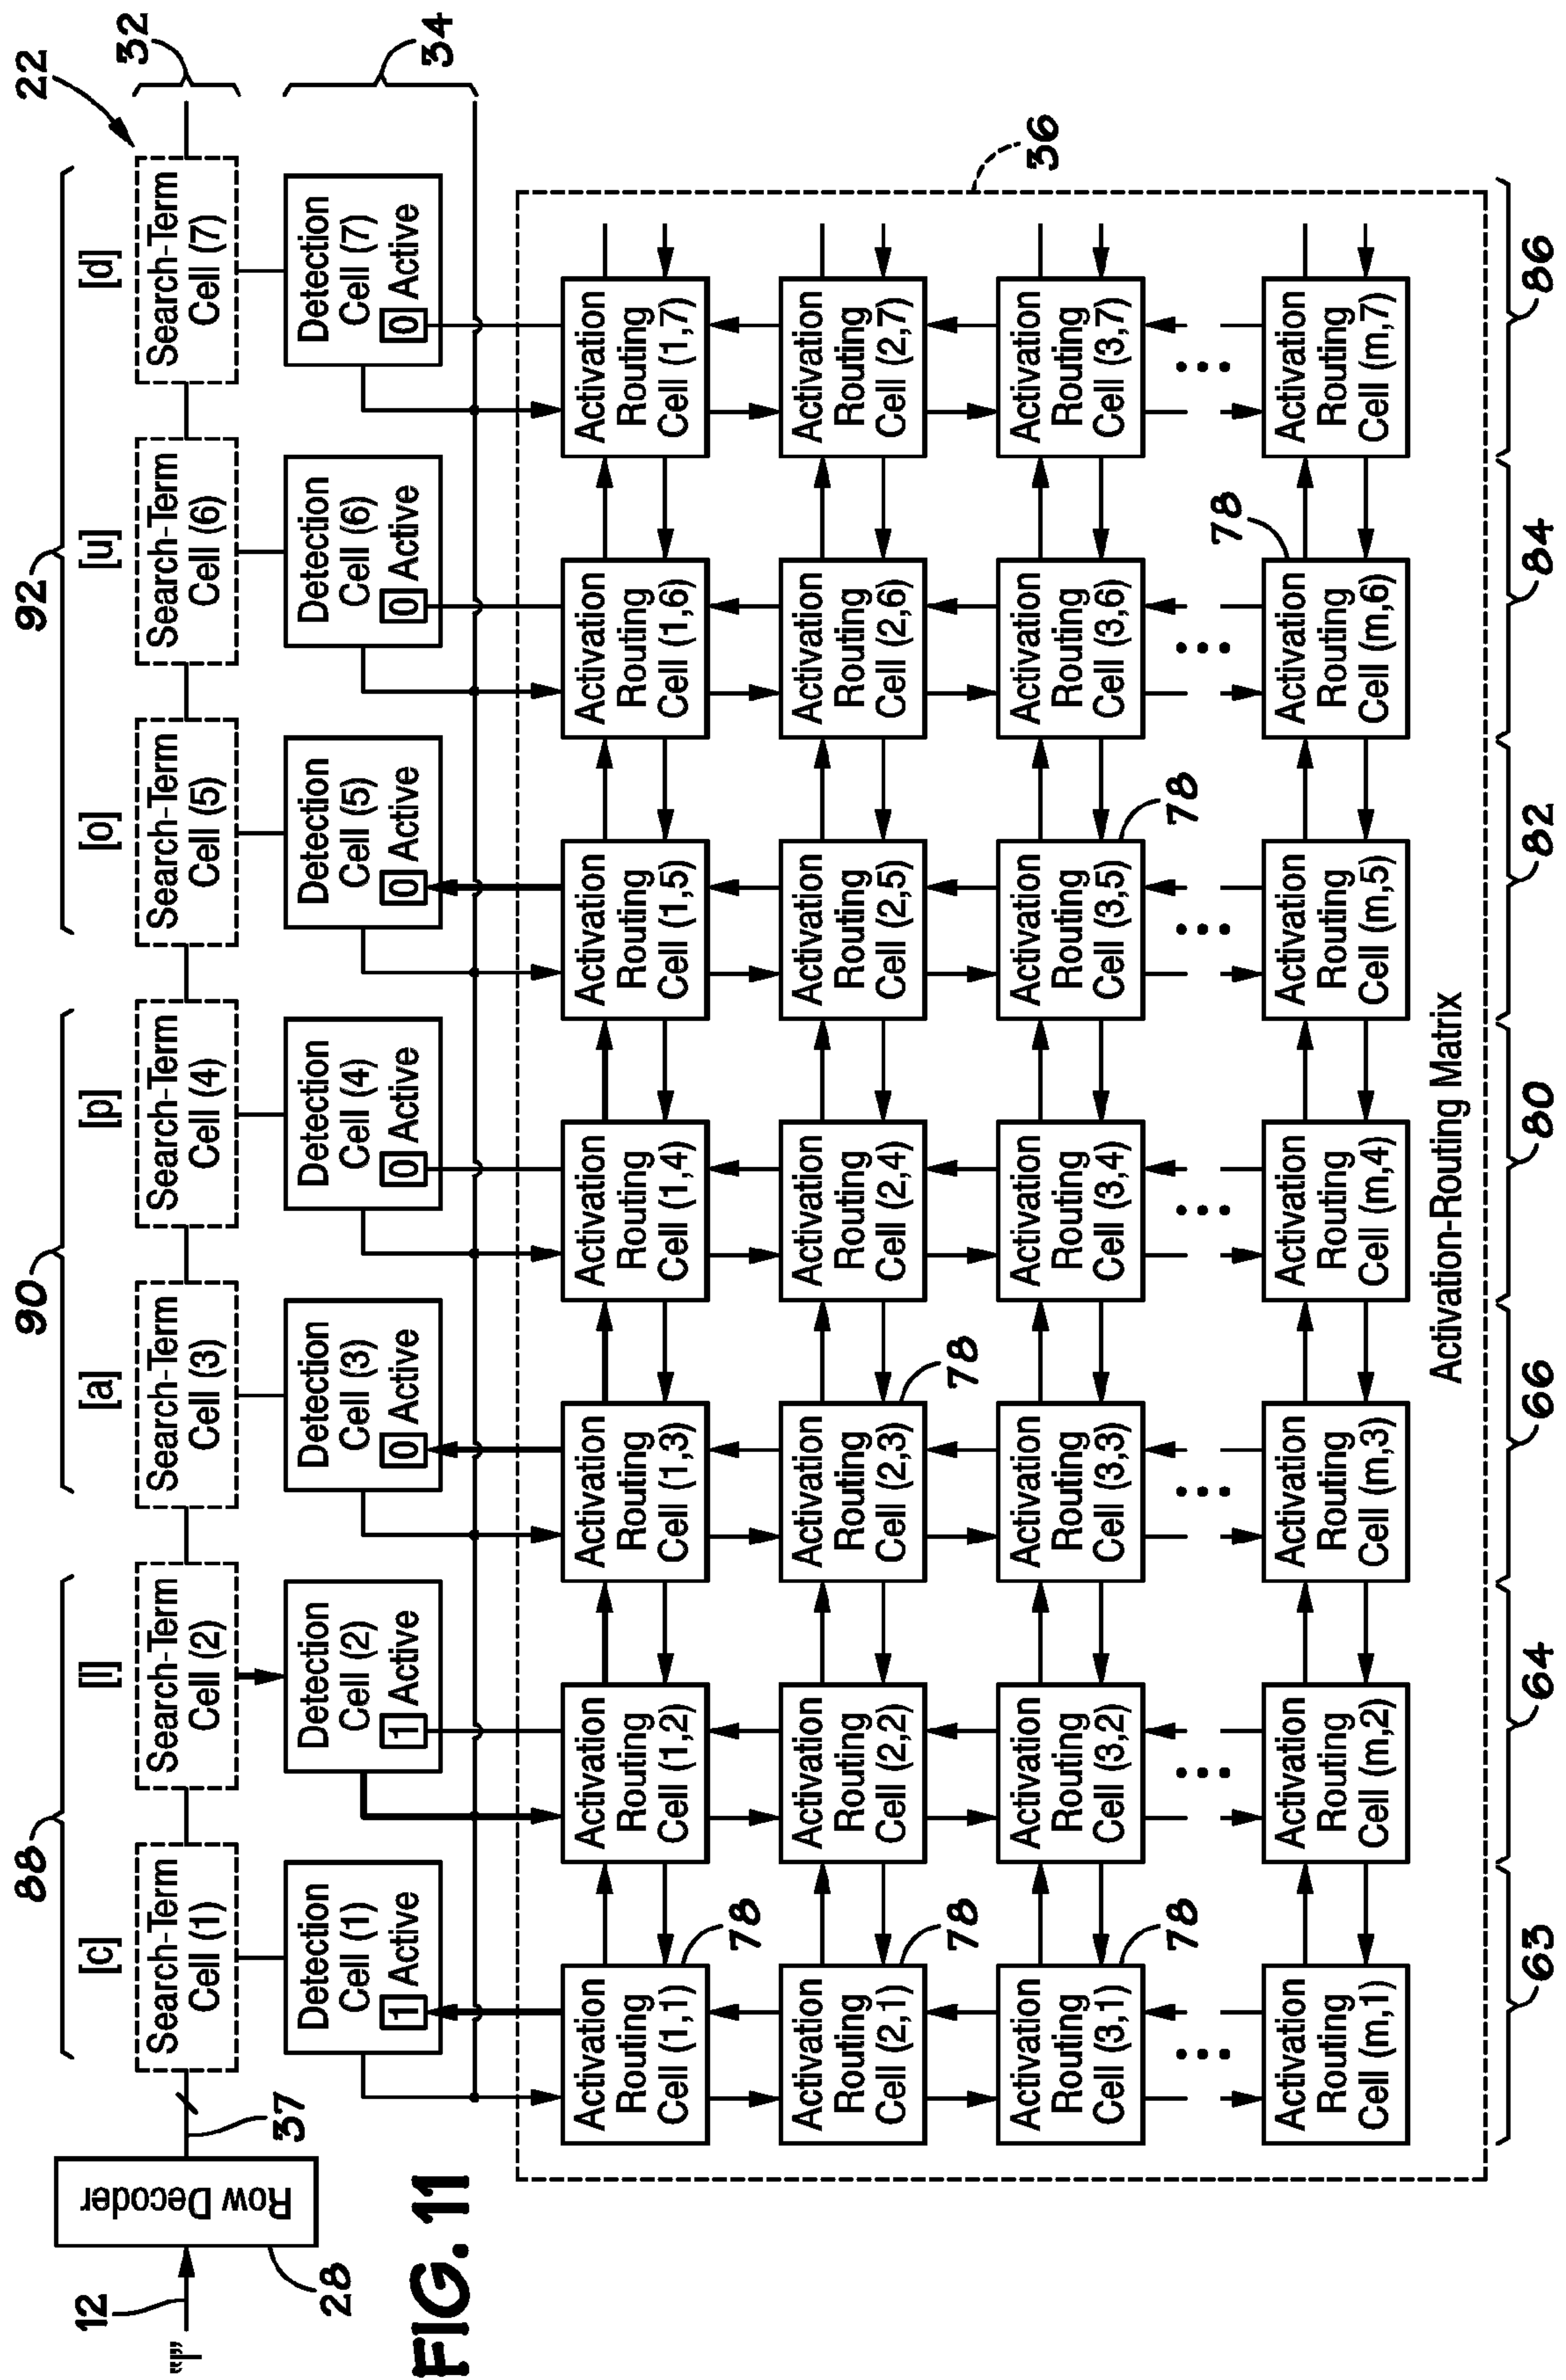 88
90
92
22
[c]
[l]
[a]
[p]
[o]
[u]
[d]
12
"l"
Row Decoder
28
37
Search-Term
Cell (1)
Search-Term
Cell (2)
Search-Term
Cell (3)
Search-Term
Cell (4)
Search-Term
Cell (5)
Search-Term
Cell (6)
Search-Term
Cell (7)
32
Detection
Cell (1)
1 Active
Detection
Cell (2)
1 Active
Detection
Cell (3)
0 Active
Detection
Cell (4)
0 Active
Detection
Cell (5)
0 Active
Detection
Cell (6)
0 Active
Detection
Cell (7)
0 Active
34
FIG. 11
Activation
Routing
Cell (1,1)
78
Activation
Routing
Cell (1,2)
Activation
Routing
Cell (1,3)
Activation
Routing
Cell (1,4)
Activation
Routing
Cell (1,5)
Activation
Routing
Cell (1,6)
Activation
Routing
Cell (1,7)
Activation
Routing
Cell (2,1)
78
Activation
Routing
Cell (2,2)
Activation
Routing
Cell (2,3)
78
Activation
Routing
Cell (2,4)
Activation
Routing
Cell (2,5)
Activation
Routing
Cell (2,6)
Activation
Routing
Cell (2,7)
36
Activation
Routing
Cell (3,1)
78
Activation
Routing
Cell (3,2)
Activation
Routing
Cell (3,3)
Activation
Routing
Cell (3,4)
Activation
Routing
Cell (3,5)
78
Activation
Routing
Cell (3,6)
Activation
Routing
Cell (3,7)
Activation
Routing
Cell (m,1)
Activation
Routing
Cell (m,2)
Activation
Routing
Cell (m,3)
Activation
Routing
Cell (m,4)
Activation
Routing
Cell (m,5)
Activation
Routing
Cell (m,6)
78
Activation
Routing
Cell (m,7)
Activation-Routing Matrix
63
64
66
80
82
84
86